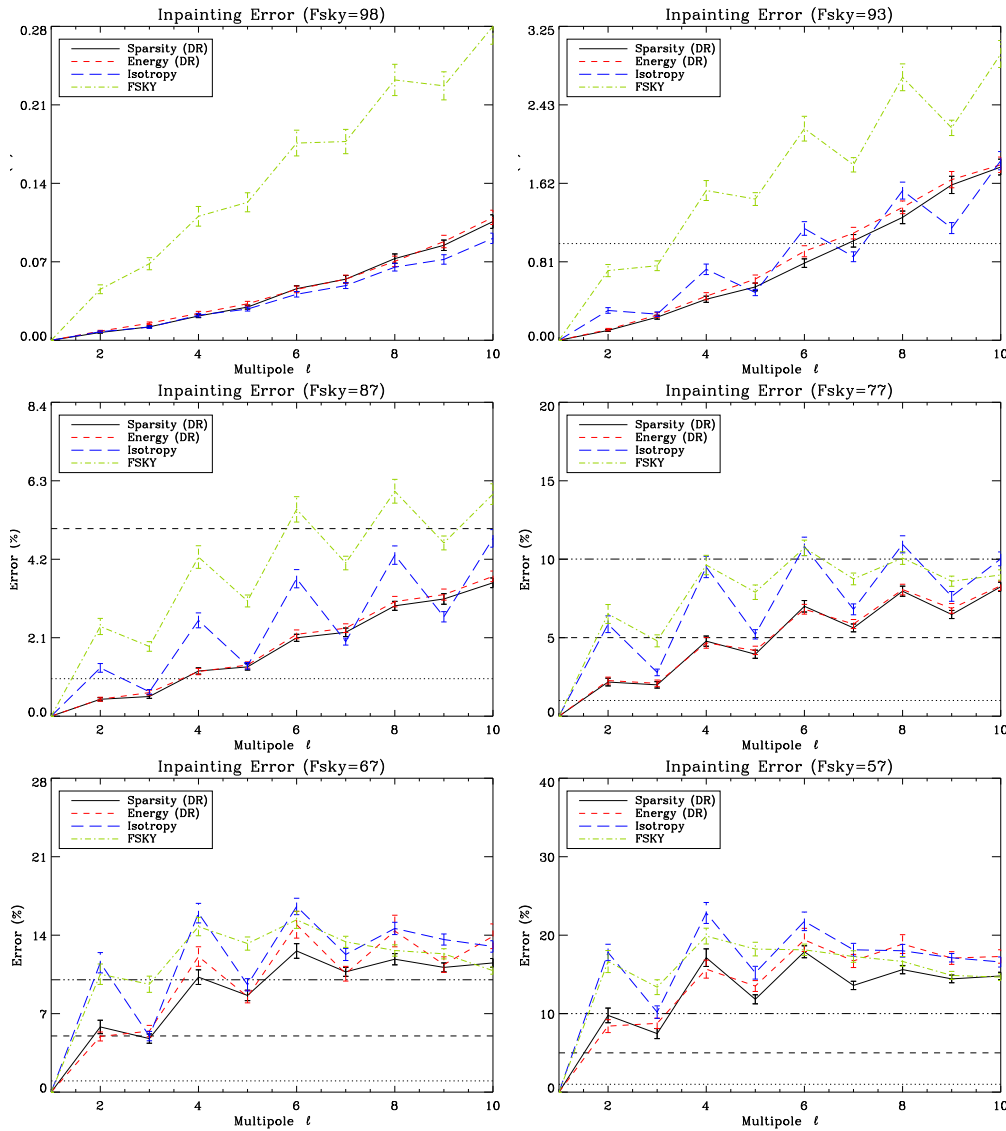 Inpainting Error (Fsky=98)
0.28
0.21
0.14
0.07
0.00
Sparsity (DR)
Energy (DR)
Isotropy
FSKY
2 4 6 8 10
Multipole ℓ
Inpainting Error (Fsky=93)
3.25
2.43
1.62
0.81
0.00
Sparsity (DR)
Energy (DR)
Isotropy
FSKY
2 4 6 8 10
Multipole ℓ
Inpainting Error (Fsky=87)
8.4
6.3
4.2
2.1
0.0
Error (%)
Sparsity (DR)
Energy (DR)
Isotropy
FSKY
2 4 6 8 10
Multipole ℓ
Inpainting Error (Fsky=77)
20
15
10
5
0
Error (%)
Sparsity (DR)
Energy (DR)
Isotropy
FSKY
2 4 6 8 10
Multipole ℓ
Inpainting Error (Fsky=67)
28
21
14
7
0
Error (%)
Sparsity (DR)
Energy (DR)
Isotropy
FSKY
2 4 6 8 10
Multipole ℓ
Inpainting Error (Fsky=57)
40
30
20
10
0
Error (%)
Sparsity (DR)
Energy (DR)
Isotropy
FSKY
2 4 6 8 10
Multipole ℓ